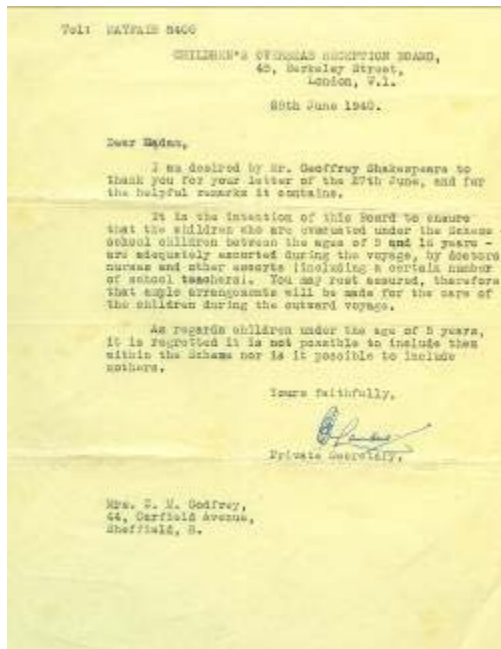 Tel: MAYFAIR 8400
CHILDREN'S OVERSEAS RECEPTION BOARD,
45, Berkeley Street,
London, W.1.
28th June 1940.
Dear Madam,
I am desired by Mr. Geoffrey Shakespeare to
thank you for your letter of the 27th June, and for
the helpful remarks it contains.
It is the intention of this Board to ensure
that the children who are evacuated under the Scheme
school children between the ages of 5 and 16 years -
are adequately escorted during the voyage, by doctors
nurses and other escorts (including a certain number
of school teachers). You may rest assured, therefore
that ample arrangements will be made for the care of
the children during the outward voyage.
As regards children under the age of 5 years,
it is regretted it is not possible to include them
within the Scheme nor is it possible to include
mothers.
Yours faithfully,
Private Secretary.
Mrs. M. Godfrey,
44, Avenue,
Sheffield, 8.